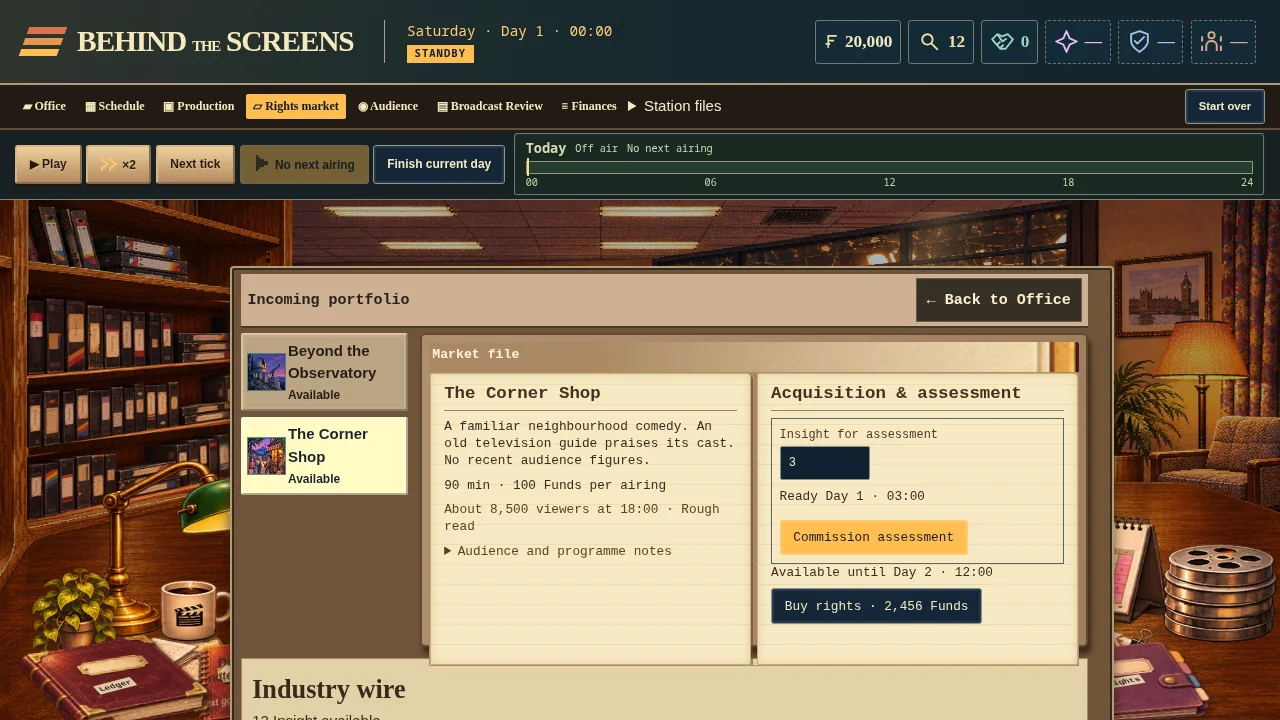 BEHIND THE SCREENS
Saturday · Day 1 · 00:00
STANDBY
20,000
12
0
—
—
—
Office
Schedule
Production
Rights market
Audience
Broadcast Review
Finances
Station files
Start over
Play
×2
Next tick
No next airing
Finish current day
Today Off air No next airing
00 06 12 18 24
Incoming portfolio
← Back to Office
Beyond the
Observatory
Available
The Corner
Shop
Available
Market file
The Corner Shop
A familiar neighbourhood comedy. An
old television guide praises its cast.
No recent audience figures.
90 min · 100 Funds per airing
About 8,500 viewers at 18:00 · Rough
read
Audience and programme notes
Acquisition & assessment
Insight for assessment
3
Ready Day 1 · 03:00
Commission assessment
Available until Day 2 · 12:00
Buy rights · 2,456 Funds
Industry wire
12 Insight available
Ledger